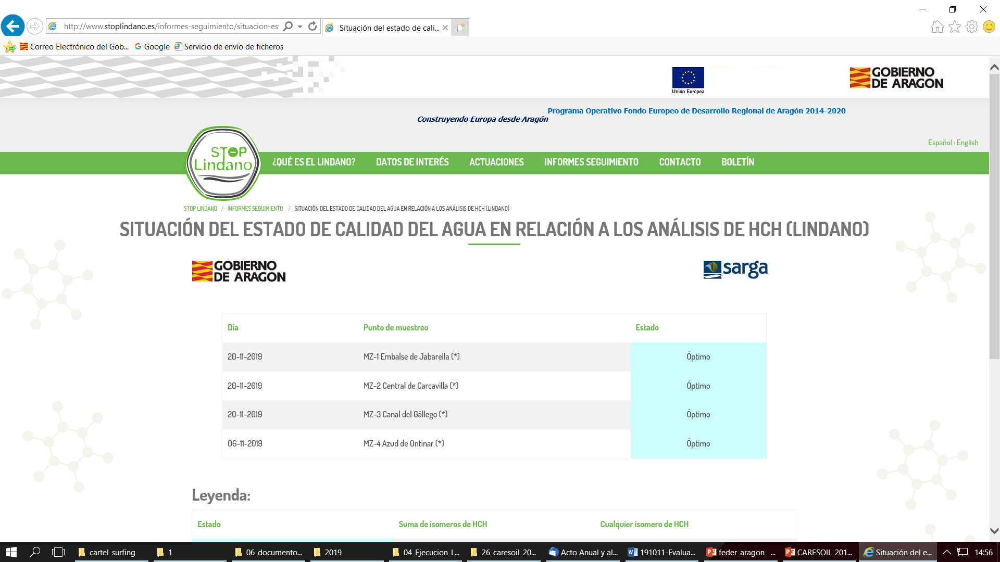 http://www.stoplindano.es/informes-seguimiento/situacion-es
Situación del estado de cali...
Correo Electrónico del Gob...
Google
Servicio de envío de ficheros
Unión Europea
GOBIERNO
DE ARAGON
Programa Operativo Fondo Europeo de Desarrollo Regional de Aragón 2014-2020
Construyendo Europa desde Aragón
Español · English
STOP
Lindano
¿QUÉ ES EL LINDANO?
DATOS DE INTERÉS
ACTUACIONES
INFORMES SEGUIMIENTO
CONTACTO
BOLETÍN
STOP LINDANO / INFORMES SEGUIMIENTO / SITUACIÓN DEL ESTADO DE CALIDAD DEL AGUA EN RELACIÓN A LOS ANÁLISIS DE HCH (LINDANO)
SITUACIÓN DEL ESTADO DE CALIDAD DEL AGUA EN RELACIÓN A LOS ANÁLISIS DE HCH (LINDANO)
GOBIERNO
DE ARAGON
sarga
Día Punto de muestreo Estado
20-11-2019 MZ-1 Embalse de Jabarella (*) Óptimo
20-11-2019 MZ-2 Central de Carcavilla (*) Óptimo
20-11-2019 MZ-3 Canal del Gállego (*) Óptimo
06-11-2019 MZ-4 Azud de Ontinar (*) Óptimo
Leyenda:
Estado Suma de isomeros de HCH Cualquier isomero de HCH
cartel_surfing
1
06_documento...
2019
04_Ejecucion_L...
26_caresoil_20...
Acto Anual y al...
191011-Evalua...
feder_aragon__...
CARESOIL_201...
Situación del e...
14:56